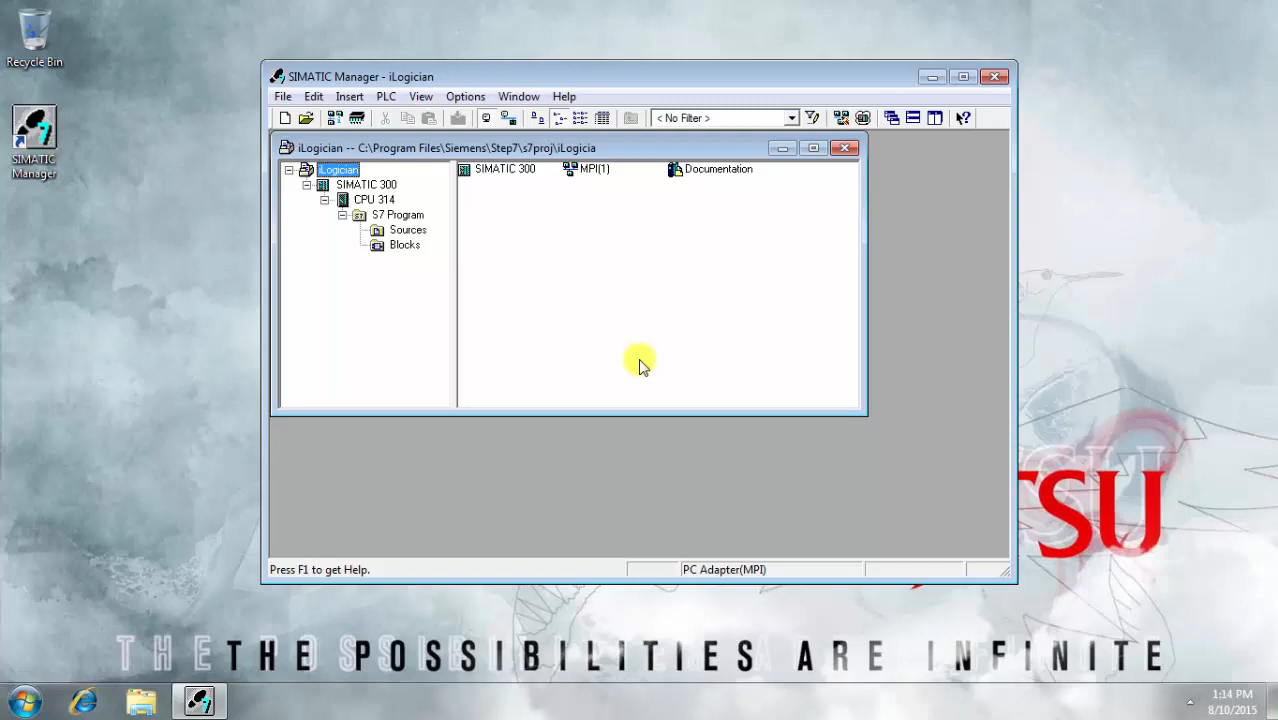 Recycle Bin
SIMATIC
Manager
SIMATIC Manager - iLogician
File Edit Insert PLC View Options Window Help
< No Filter >
iLogician -- C:\Program Files\Siemens\Step7\s7proj\iLogicia
iLogician
SIMATIC 300
CPU 314
S7 Program
Sources
Blocks
SIMATIC 300 MPI(1) Documentation
Press F1 to get Help. PC Adapter(MPI)
TSU
THE POSSIBILITIES ARE INFINITE
1:14 PM
8/10/2015